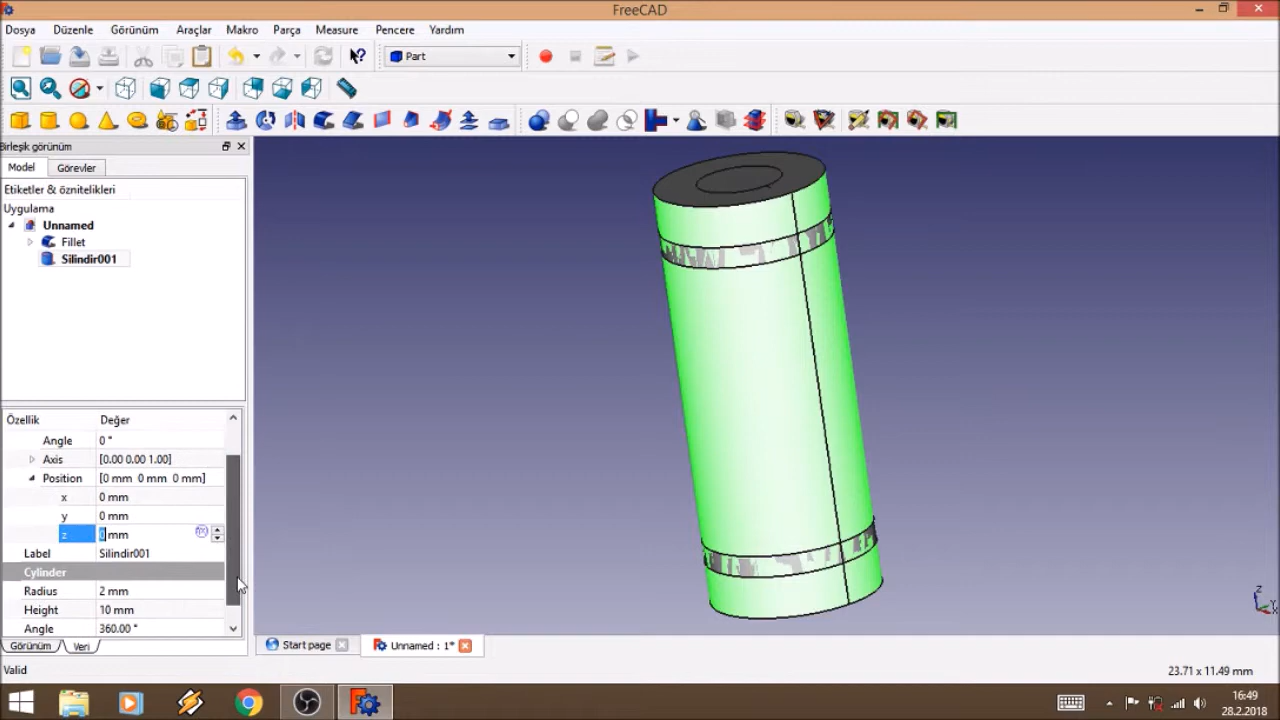 FreeCAD
Dosya Düzenle Görünüm Araçlar Makro Parça Measure Pencere Yardım
Part
Birleşik görünüm
Model Görevler
Etiketler & öznitelikleri
Uygulama
Unnamed
Fillet
Silindir001
Özellik Değer
Angle 0 °
Axis [0.00 0.00 1.00]
Position [0 mm 0 mm 0 mm]
x 0 mm
y 0 mm
z 0 mm
Label Silindir001
Cylinder
Radius 2 mm
Height 10 mm
Angle 360.00 °
Görünüm Veri
Start page Unnamed : 1*
Valid 23.71 x 11.49 mm
16:49
28.2.2018